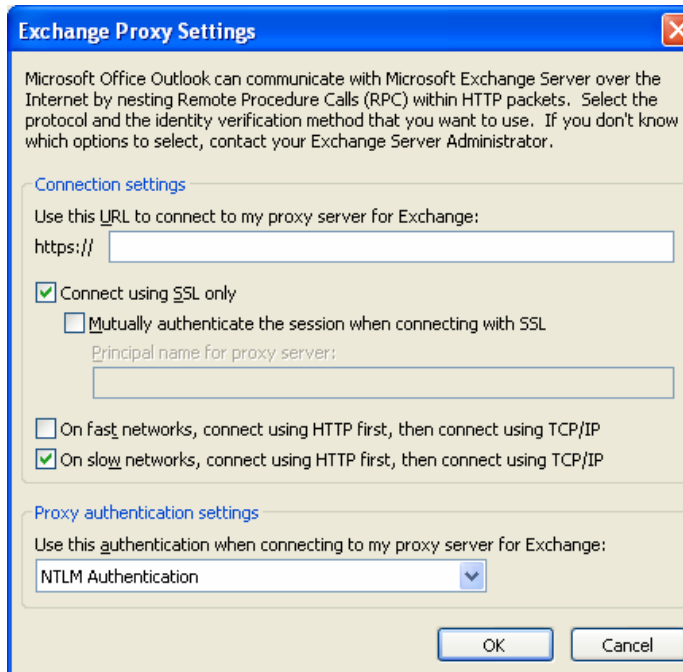 Exchange Proxy Settings
Microsoft Office Outlook can communicate with Microsoft Exchange Server over the
Internet by nesting Remote Procedure Calls (RPC) within HTTP packets. Select the
protocol and the identity verification method that you want to use. If you don't know
which options to select, contact your Exchange Server Administrator.
Connection settings
Use this URL to connect to my proxy server for Exchange:
https://
Connect using SSL only
Mutually authenticate the session when connecting with SSL
Principal name for proxy server:
On fast networks, connect using HTTP first, then connect using TCP/IP
On slow networks, connect using HTTP first, then connect using TCP/IP
Proxy authentication settings
Use this authentication when connecting to my proxy server for Exchange:
NTLM Authentication
OK Cancel